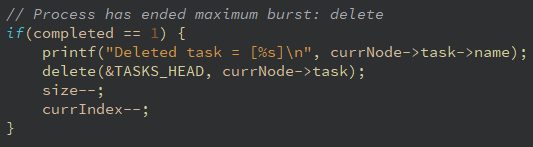 // Process has ended maximum burst: delete
if(completed == 1) {
    printf("Deleted task = [%s]\n", currNode->task->name);
    delete(&TASKS_HEAD, currNode->task);
    size--;
    currIndex--;
}